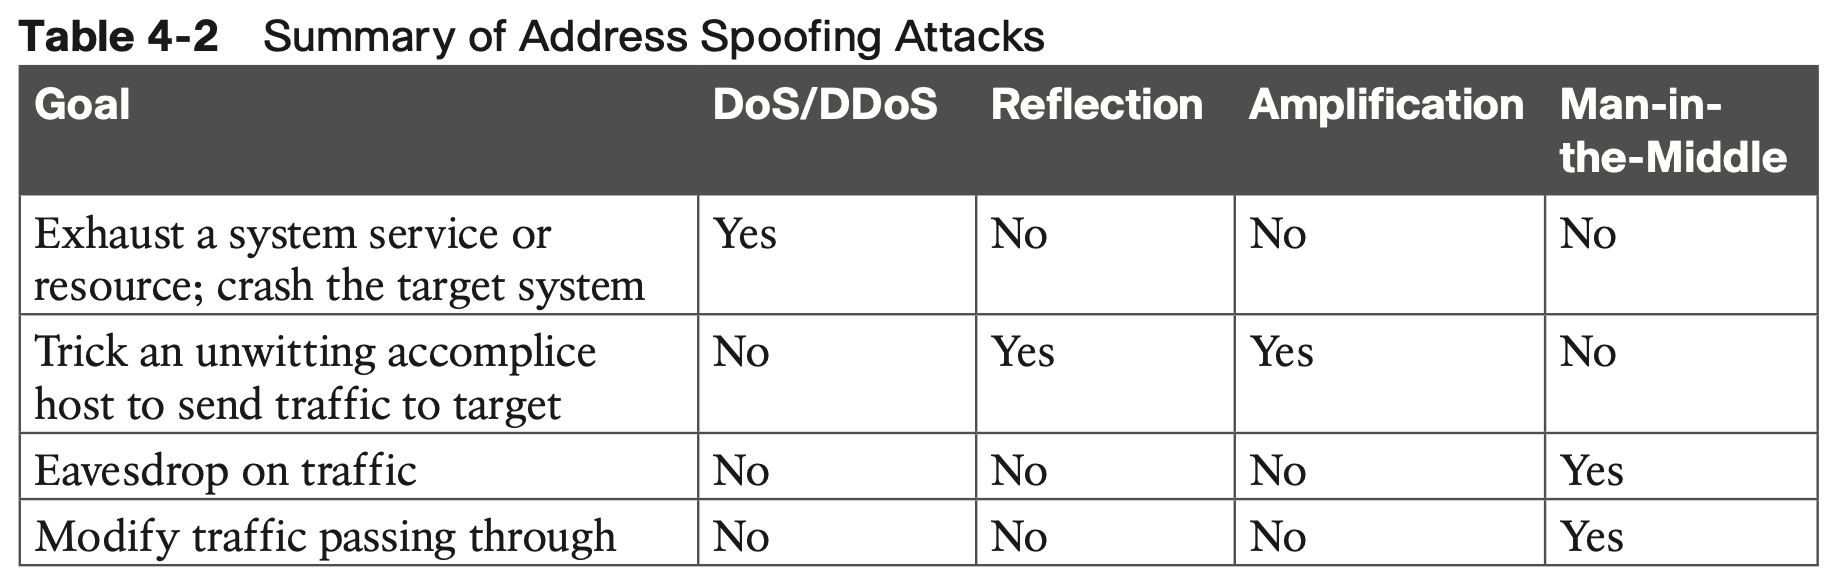 Table 4-2 Summary of Address Spoofing Attacks
Goal DoS/DDoS Reflection Amplification Man-in-
the-Middle
Exhaust a system service or Yes No No No
resource; crash the target system
Trick an unwitting accomplice No Yes Yes No
host to send traffic to target
Eavesdrop on traffic No No No Yes
Modify traffic passing through No No No Yes